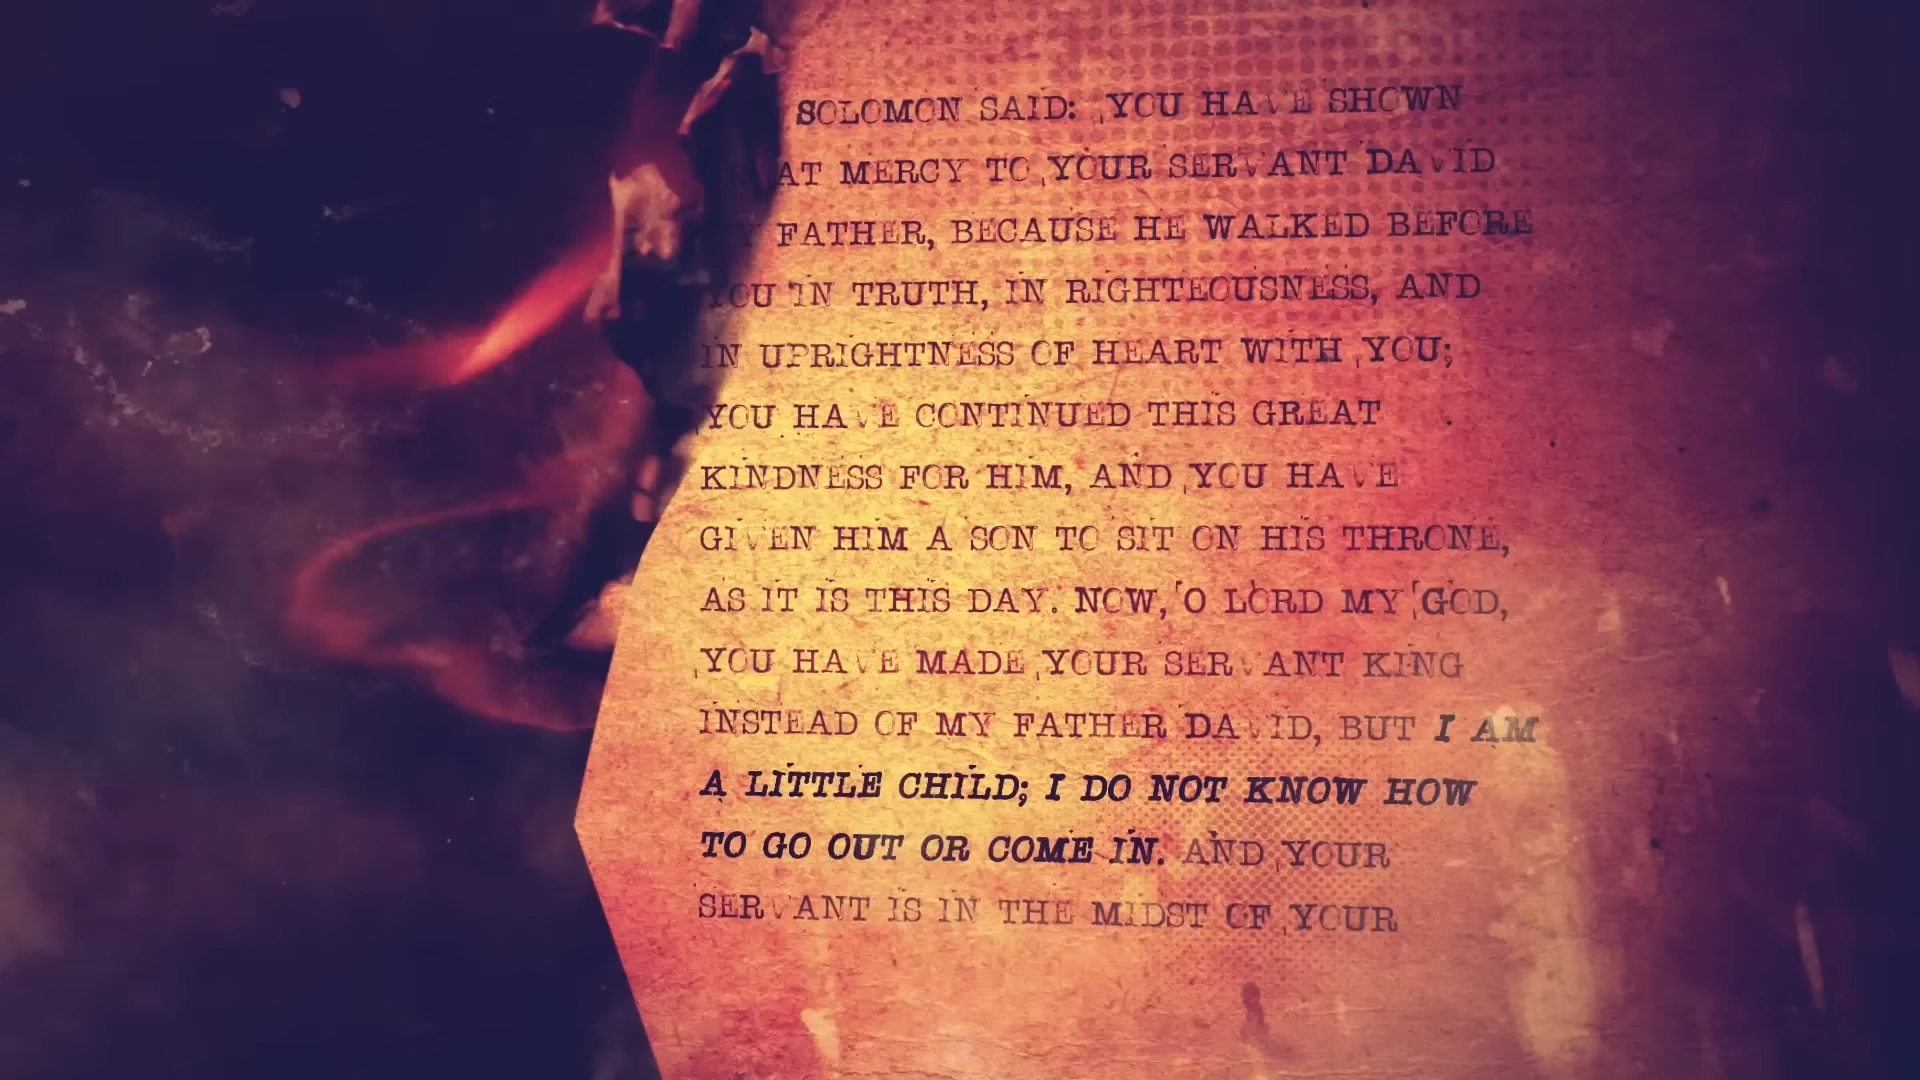 SOLOMON SAID: YOU HAVE SHOWN
AT MERCY TO YOUR SERVANT DAVID
FATHER, BECAUSE HE WALKED BEFORE
YOU IN TRUTH, IN RIGHTEOUSNESS, AND
IN UPRIGHTNESS OF HEART WITH YOU;
YOU HAVE CONTINUED THIS GREAT
KINDNESS FOR HIM, AND YOU HAVE
GIVEN HIM A SON TO SIT ON HIS THRONE,
AS IT IS THIS DAY. NOW, O LORD MY GOD,
YOU HAVE MADE YOUR SERVANT KING
INSTEAD OF MY FATHER DAVID, BUT I AM
A LITTLE CHILD; I DO NOT KNOW HOW
TO GO OUT OR COME IN. AND YOUR
SERVANT IS IN THE MIDST OF YOUR